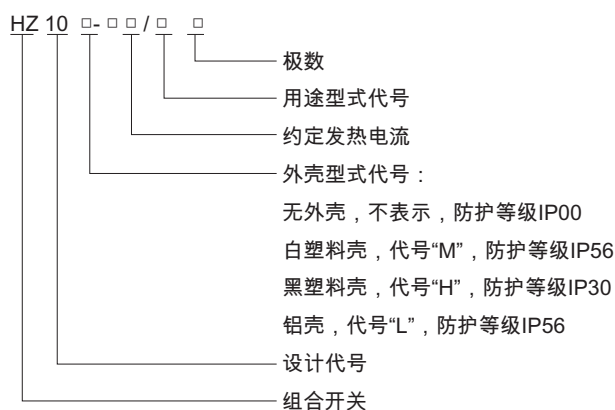 HZ 10 □- □ □ / □ □
极数
用途型式代号
约定发热电流
外壳型式代号：
无外壳，不表示，防护等级IP00
白塑料壳，代号“M”，防护等级IP56
黑塑料壳，代号“H”，防护等级IP30
铝壳，代号“L”，防护等级IP56
设计代号
组合开关